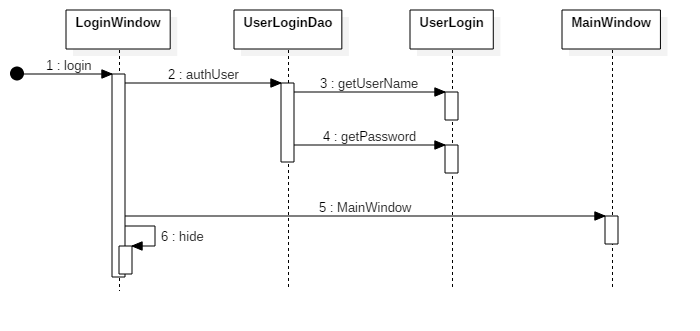 LoginWindow
UserLoginDao
UserLogin
MainWindow
1 : login
2 : authUser
3 : getUserName
4 : getPassword
5 : MainWindow
6 : hide